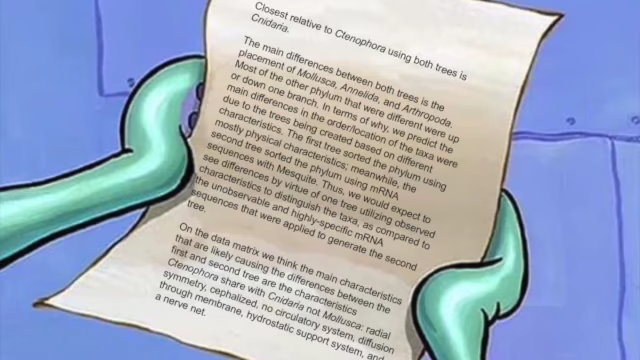 Closest relative to Ctenophora using both trees is
Cnidaria.
The main differences between both trees is the
placement of Mollusca, Annelida, and Arthropoda.
Most of the other phylum that were different were up
or down one branch. In terms of why, we predict the
main differences in the order/location of the taxa were
due to the trees being created based on different
characteristics. The first tree sorted the phylum using
mostly physical characteristics; meanwhile, the
second tree sorted the phylum using mRNA
sequences with Mesquite. Thus, we would expect to
see differences by virtue of one tree utilizing observed
characteristics to distinguish the taxa, as compared to
the unobservable and highly-specific mRNA
sequences that were applied to generate the second
tree.
On the data matrix we think the main characteristics
that are likely causing the differences between the
first and second tree are the characteristics
Ctenophora share with Cnidaria not Mollusca: radial
symmetry, cephalized, no circulatory system, diffusion
through membrane, hydrostatic support system, and
a nerve net.